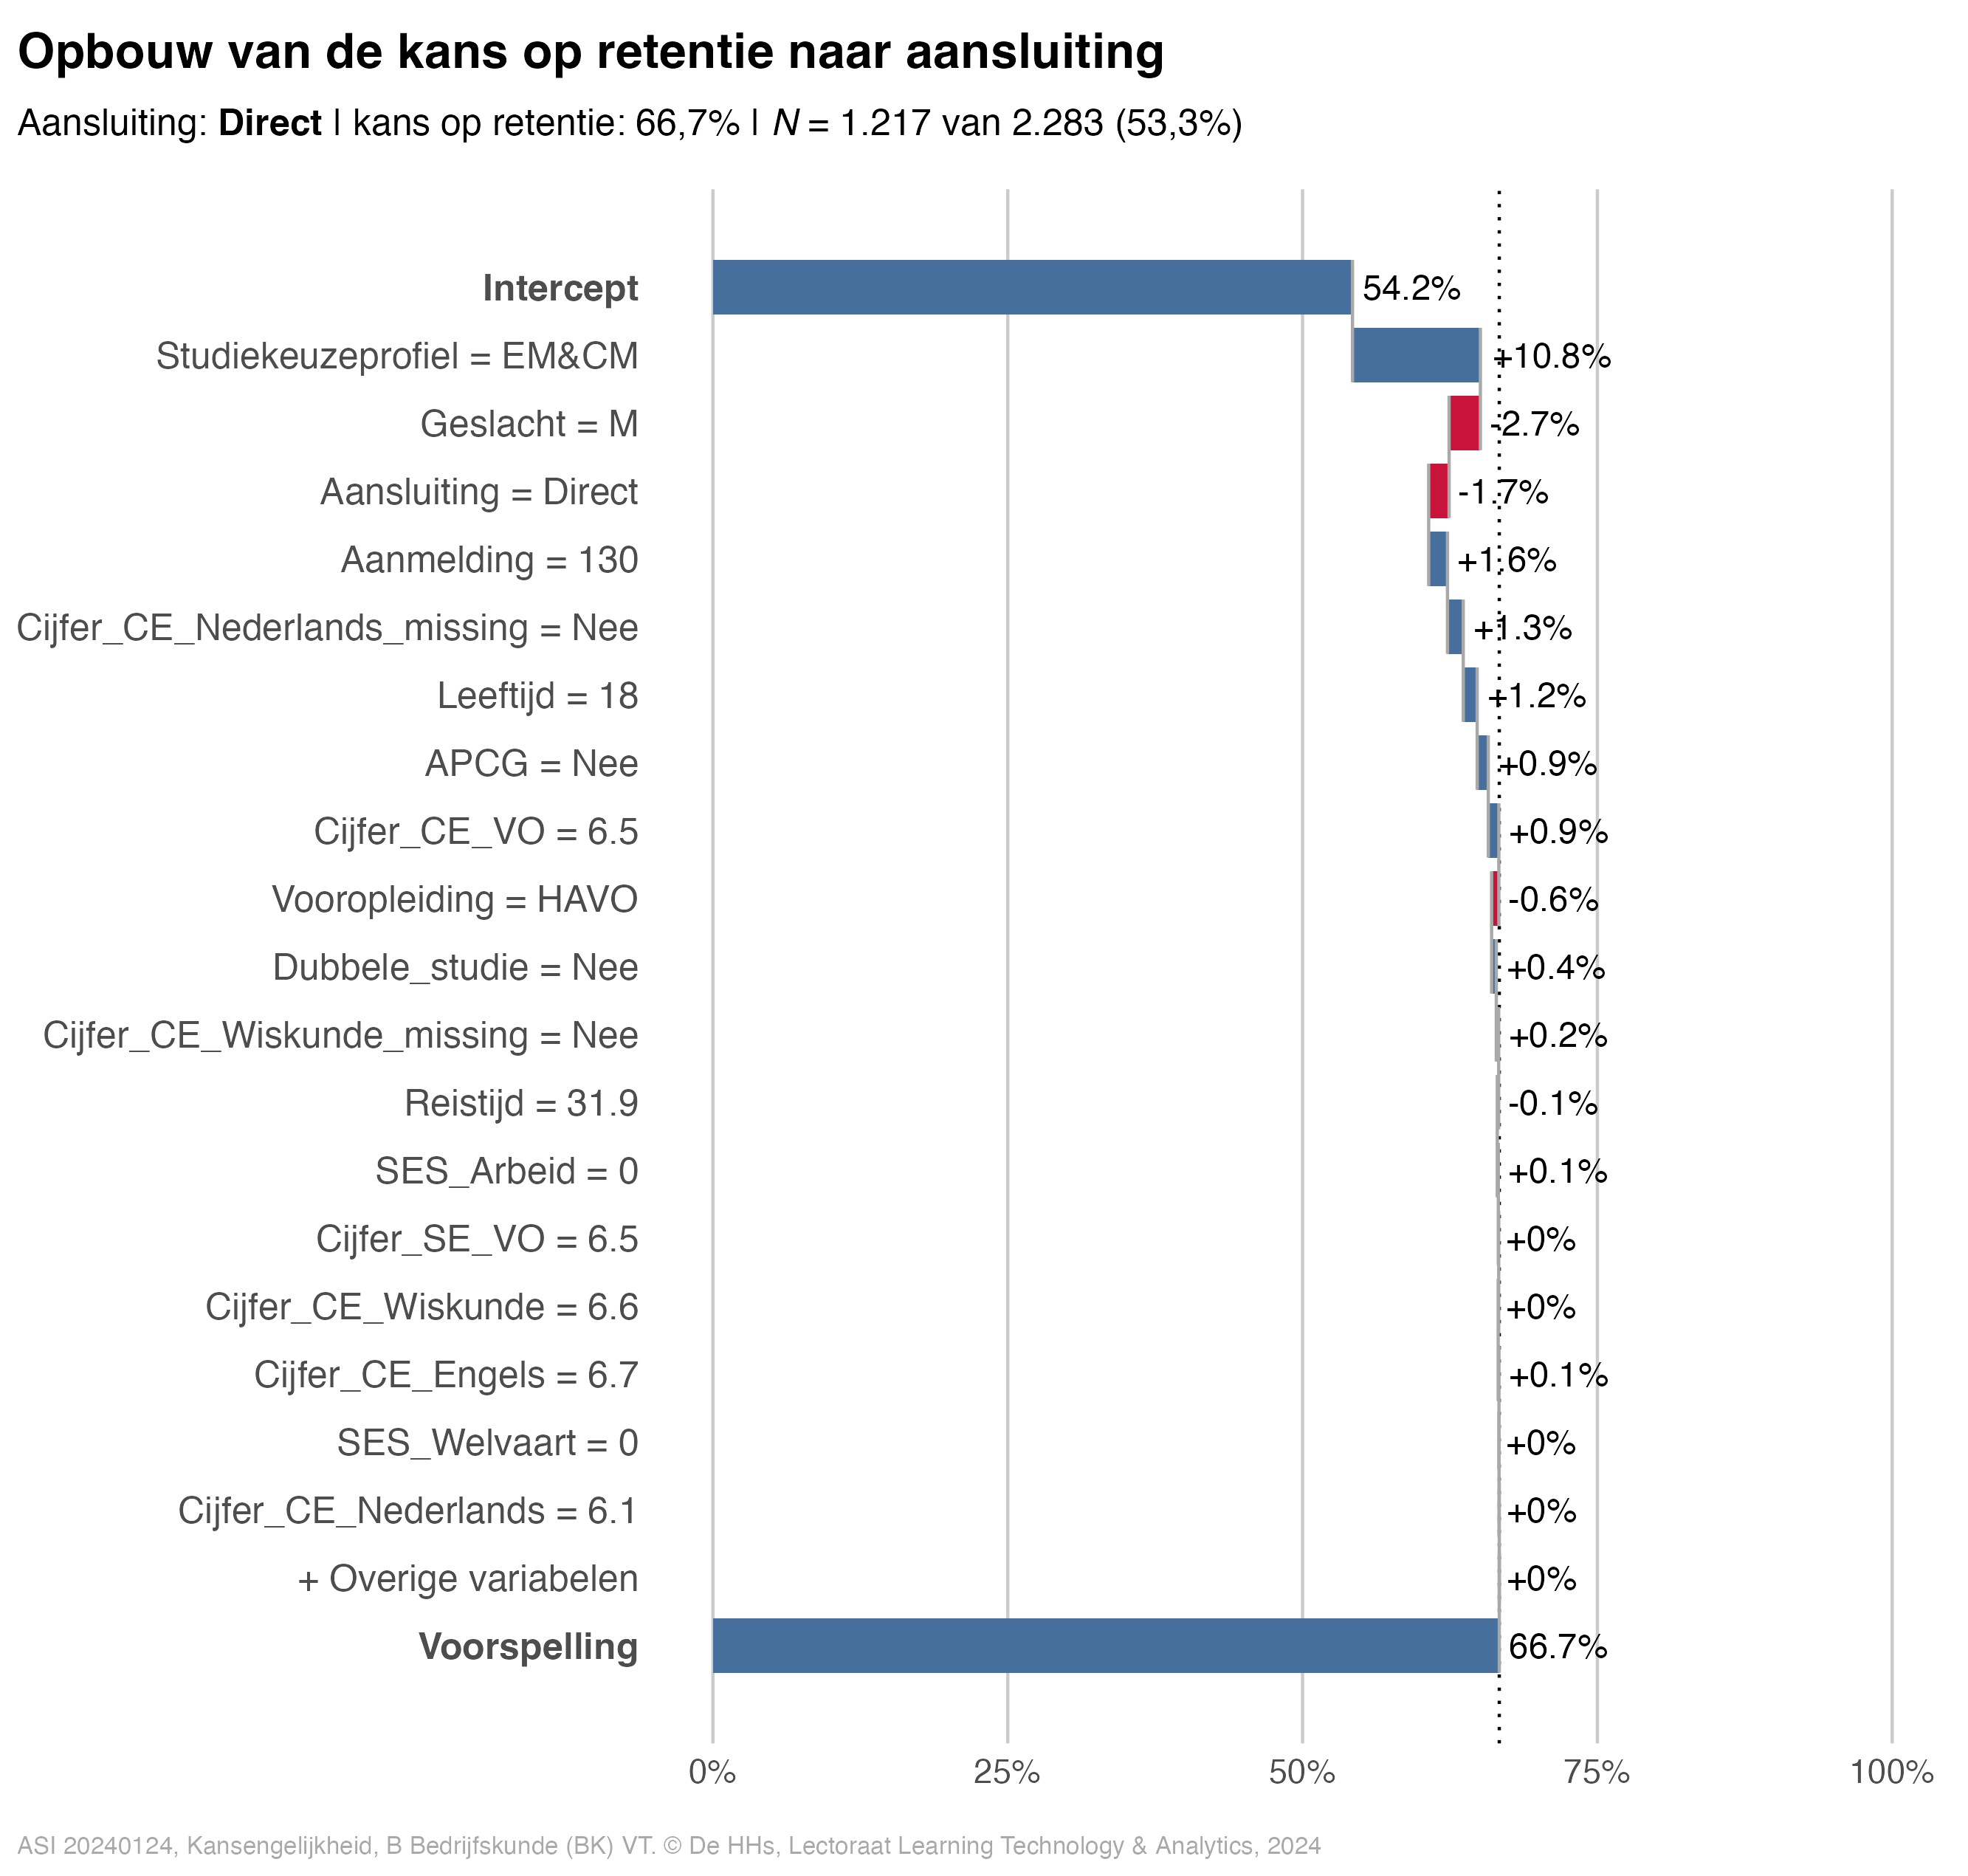 Opbouw van de kans op retentie naar aansluiting
Aansluiting: Direct | kans op retentie: 66,7% | N = 1.217 van 2.283 (53,3%)
Intercept 54.2%
Studiekeuzeprofiel = EM&CM +10.8%
Geslacht = M -2.7%
Aansluiting = Direct -1.7%
Aanmelding = 130 +1.6%
Cijfer_CE_Nederlands_missing = Nee +1.3%
Leeftijd = 18 +1.2%
APCG = Nee +0.9%
Cijfer_CE_VO = 6.5 +0.9%
Vooropleiding = HAVO -0.6%
Dubbele_studie = Nee +0.4%
Cijfer_CE_Wiskunde_missing = Nee +0.2%
Reistijd = 31.9 -0.1%
SES_Arbeid = 0 +0.1%
Cijfer_SE_VO = 6.5 +0%
Cijfer_CE_Wiskunde = 6.6 +0%
Cijfer_CE_Engels = 6.7 +0.1%
SES_Welvaart = 0 +0%
Cijfer_CE_Nederlands = 6.1 +0%
+ Overige variabelen +0%
Voorspelling 66.7%
0% 25% 50% 75% 100%
ASI 20240124, Kansengelijkheid, B Bedrijfskunde (BK) VT. © De HHs, Lectoraat Learning Technology & Analytics, 2024